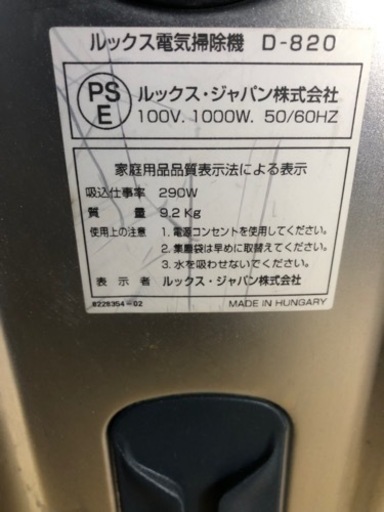 ルックス電気掃除機 D-820
PS
E
ルックス・ジャパン株式会社
100V. 1000W. 50/60HZ
家庭用品品質表示法による表示
吸込仕事率 290W
質 量 9.2Kg
使用上の注意 1.電源コンセントを使用してください。
2.集塵袋は早めに取替えてください。
3.水を吸わせないでください。
表 示 者 ルックス・ジャパン株式会社
8226354-02 MADE IN HUNGARY